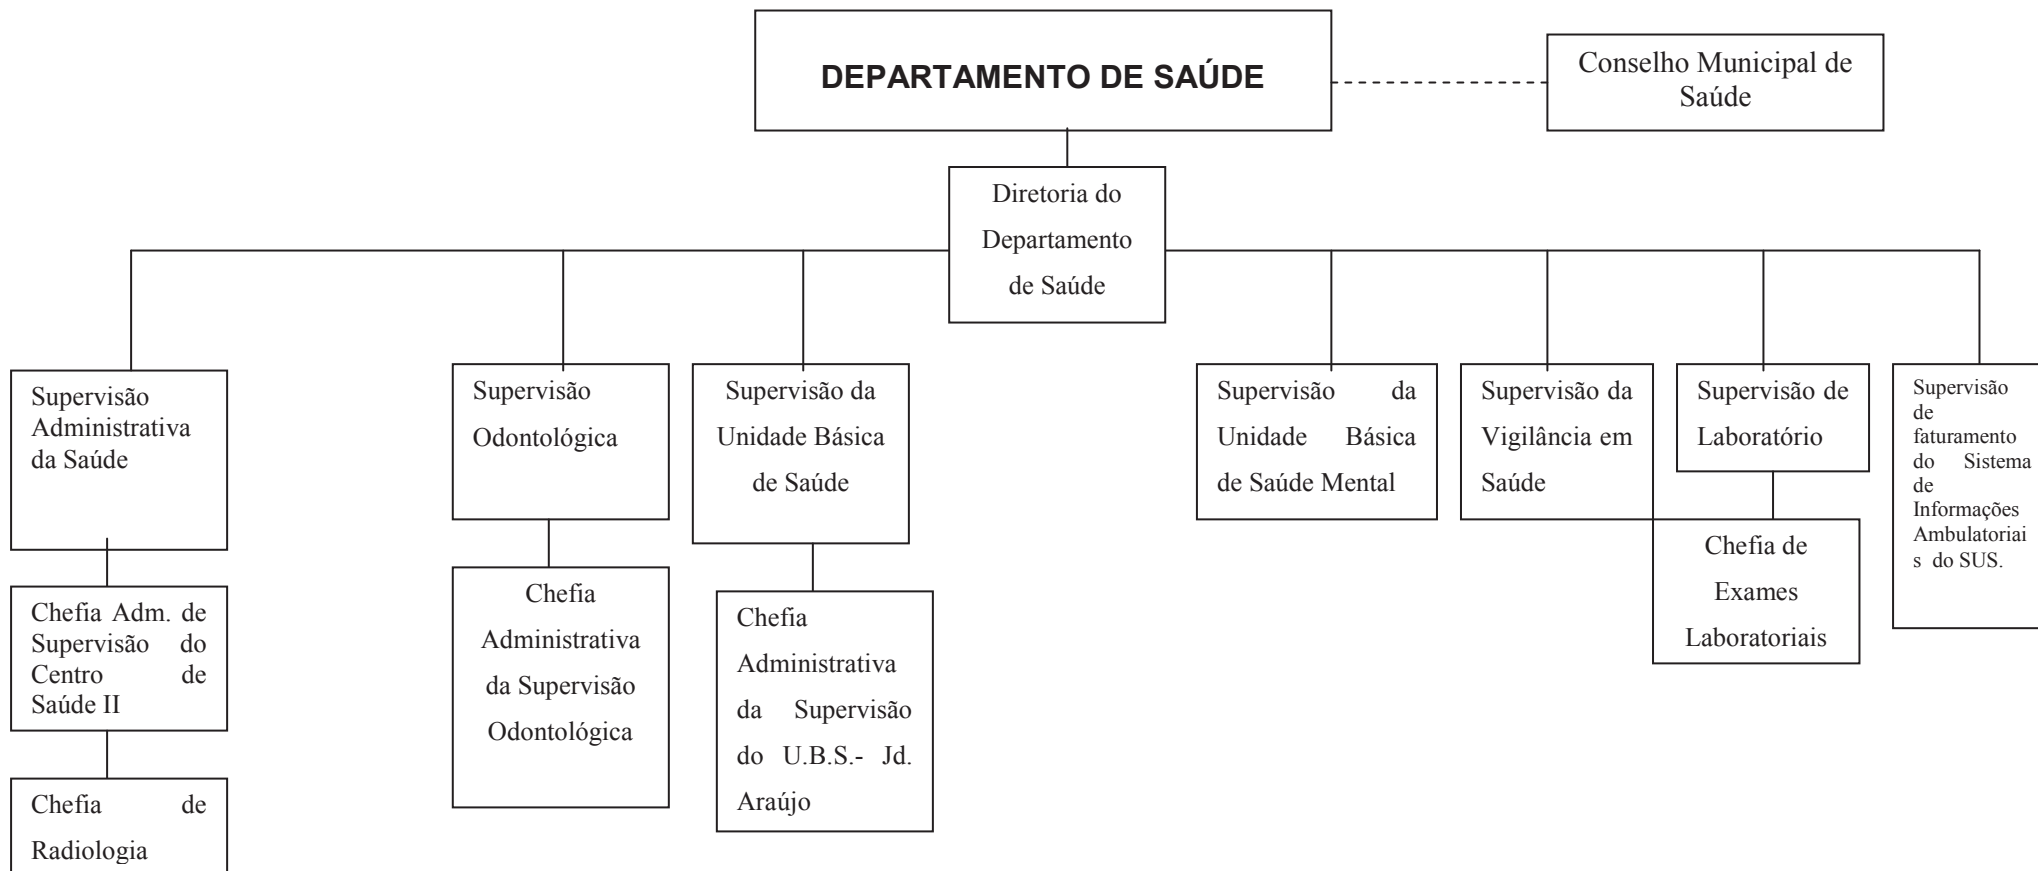 DEPARTAMENTO DE SAÚDE
Conselho Municipal de
Saúde
Diretoria do
Departamento
de Saúde
Supervisão
Administrativa
da Saúde
Supervisão
Odontológica
Supervisão da
Unidade Básica
de Saúde
Supervisão da
Unidade Básica
de Saúde Mental
Supervisão da
Vigilância em
Saúde
Supervisão de
Laboratório
Supervisão
de
faturamento
do Sistema
de
Informações
Ambulatoriai
s do SUS.
Chefia Adm. de
Supervisão do
Centro de
Saúde II
Chefia
Administrativa
da Supervisão
Odontológica
Chefia
Administrativa
da Supervisão
do U.B.S.- Jd.
Araújo
Chefia de
Exames
Laboratoriais
Chefia de
Radiologia